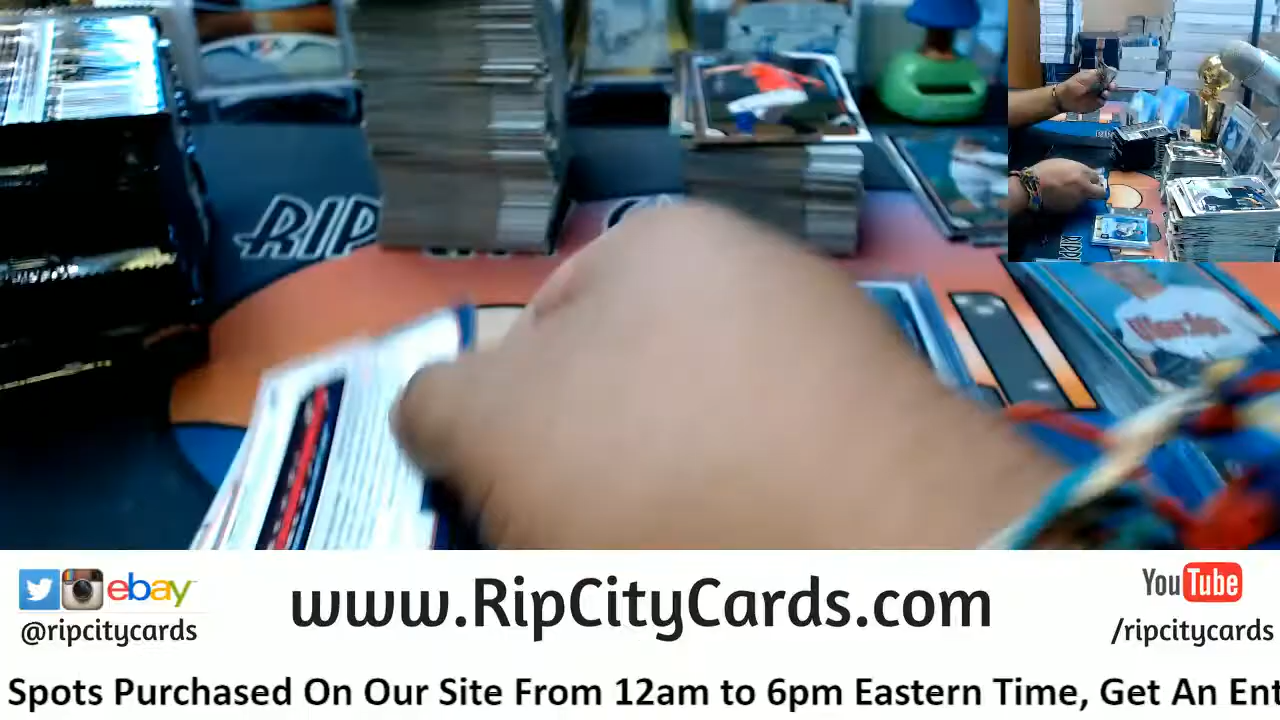 RIP
ebay
www.RipCityCards.com
YouTube
@ripcitycards
/ripcitycards
Spots Purchased On Our Site From 12am to 6pm Eastern Time, Get An Ent